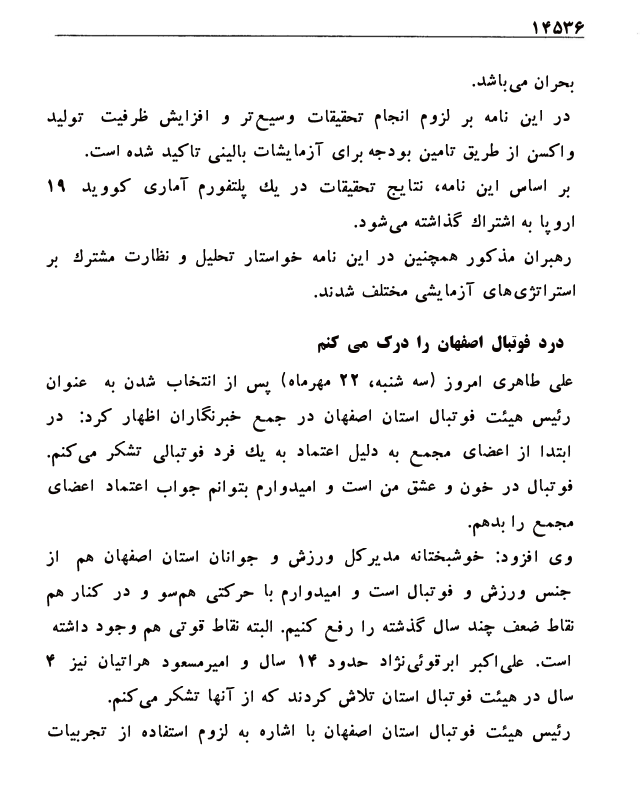 ۱۴۵۳۶
بحران می‌باشد.
در این نامه بر لزوم انجام تحقیقات وسیع‌تر و افزایش ظرفیت تولید
واکسن از طریق تامین بودجه برای آزمایشات بالینی تاکید شده است.
بر اساس این نامه، نتایج تحقیقات در یك پلتفورم آماری کووید ۱۹
اروپا به اشتراك گذاشته می‌شود.
رهبران مذکور همچنین در این نامه خواستار تحلیل و نظارت مشترك بر
استراتژی‌های آزمایشی مختلف شدند.
درد فوتبال اصفهان را درک می کنم
علی طاهری امروز (سه شنبه، ۲۲ مهرماه) پس از انتخاب شدن به عنوان
رئیس هیئت فوتبال استان اصفهان در جمع خبرنگاران اظهار کرد: در
ابتدا از اعضای مجمع به دلیل اعتماد به یك فرد فوتبالی تشکر می‌کنم.
فوتبال در خون و عشق من است و امیدوارم بتوانم جواب اعتماد اعضای
مجمع را بدهم.
وی افزود: خوشبختانه مدیرکل ورزش و جوانان استان اصفهان هم از
جنس ورزش و فوتبال است و امیدوارم با حرکتی هم‌سو و در کنار هم
نقاط ضعف چند سال گذشته را رفع کنیم. البته نقاط قوتی هم وجود داشته
است. علی‌اکبر ابرقوئی‌نژاد حدود ۱۴ سال و امیرمسعود هراتیان نیز ۴
سال در هیئت فوتبال استان تلاش کردند که از آنها تشکر می‌کنم.
رئیس هیئت فوتبال استان اصفهان با اشاره به لزوم استفاده از تجربیات